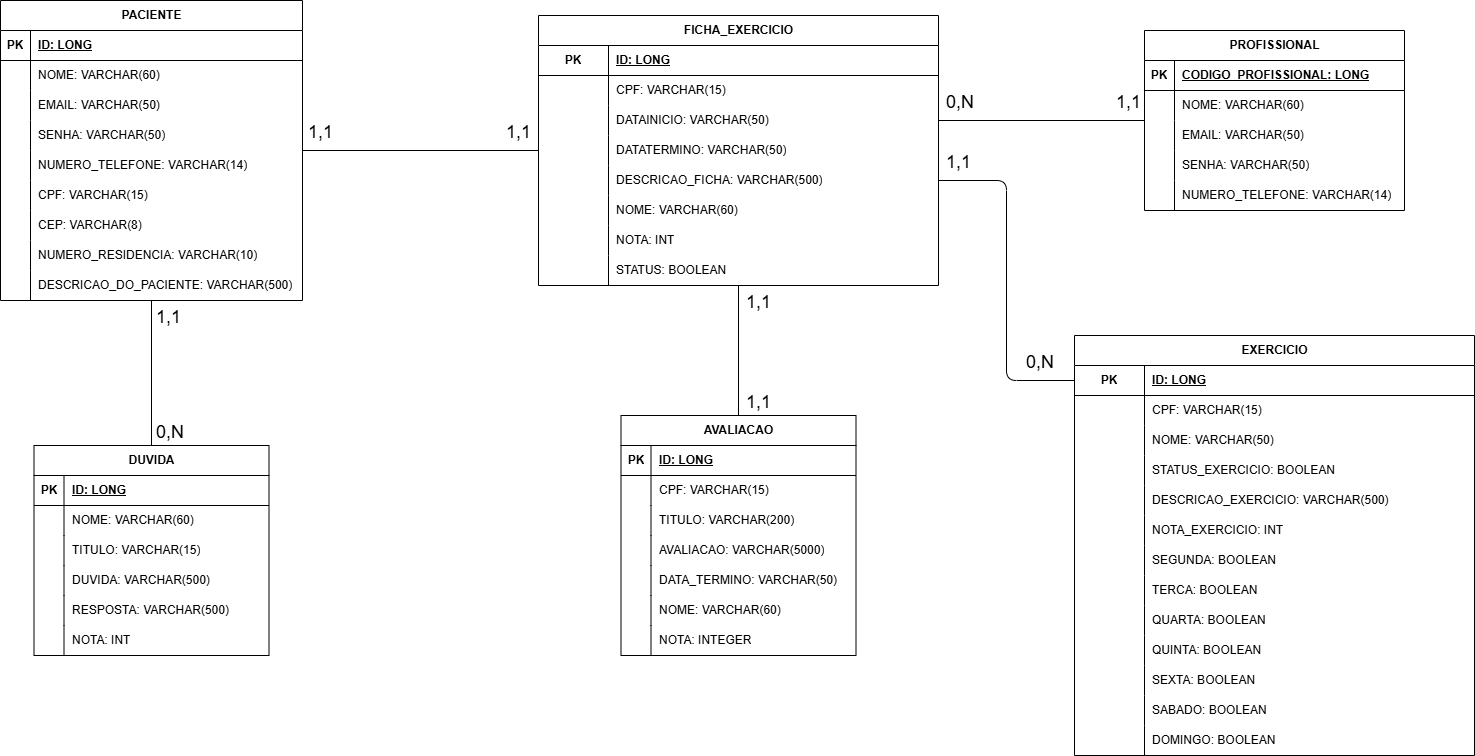 PACIENTE
PK ID: LONG
NOME: VARCHAR(60)
EMAIL: VARCHAR(50)
SENHA: VARCHAR(50)
NUMERO_TELEFONE: VARCHAR(14)
CPF: VARCHAR(15)
CEP: VARCHAR(8)
NUMERO_RESIDENCIA: VARCHAR(10)
DESCRICAO_DO_PACIENTE: VARCHAR(500)
1,1
1,1
FICHA_EXERCICIO
PK ID: LONG
CPF: VARCHAR(15)
DATAINICIO: VARCHAR(50)
DATATERMINO: VARCHAR(50)
DESCRICAO_FICHA: VARCHAR(500)
NOME: VARCHAR(60)
NOTA: INT
STATUS: BOOLEAN
0,N
1,1
PROFISSIONAL
PK CODIGO_PROFISSIONAL: LONG
NOME: VARCHAR(60)
EMAIL: VARCHAR(50)
SENHA: VARCHAR(50)
NUMERO_TELEFONE: VARCHAR(14)
1,1
0,N
1,1
0,N
DUVIDA
PK ID: LONG
NOME: VARCHAR(60)
TITULO: VARCHAR(15)
DUVIDA: VARCHAR(500)
RESPOSTA: VARCHAR(500)
NOTA: INT
1,1
1,1
AVALIACAO
PK ID: LONG
CPF: VARCHAR(15)
TITULO: VARCHAR(200)
AVALIACAO: VARCHAR(5000)
DATA_TERMINO: VARCHAR(50)
NOME: VARCHAR(60)
NOTA: INTEGER
EXERCICIO
PK ID: LONG
CPF: VARCHAR(15)
NOME: VARCHAR(50)
STATUS_EXERCICIO: BOOLEAN
DESCRICAO_EXERCICIO: VARCHAR(500)
NOTA_EXERCICIO: INT
SEGUNDA: BOOLEAN
TERCA: BOOLEAN
QUARTA: BOOLEAN
QUINTA: BOOLEAN
SEXTA: BOOLEAN
SABADO: BOOLEAN
DOMINGO: BOOLEAN